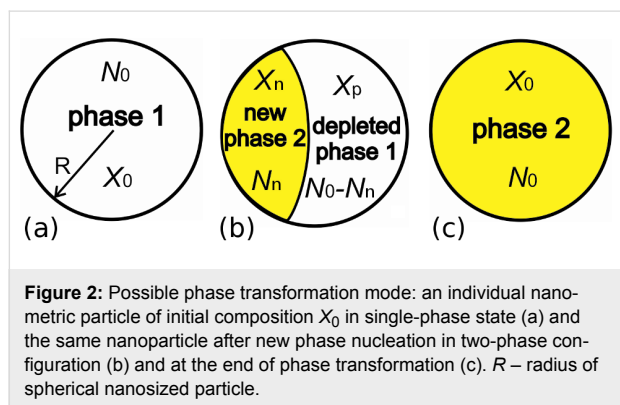 N0
phase 1
R
X0
(a)
Xn Xp
new depleted
phase 2 phase 1
Nn N0-Nn
(b)
X0
phase 2
N0
(c)
Figure 2: Possible phase transformation mode: an individual nano-
metric particle of initial composition X0 in single-phase state (a) and
the same nanoparticle after new phase nucleation in two-phase con-
figuration (b) and at the end of phase transformation (c). R – radius of
spherical nanosized particle.